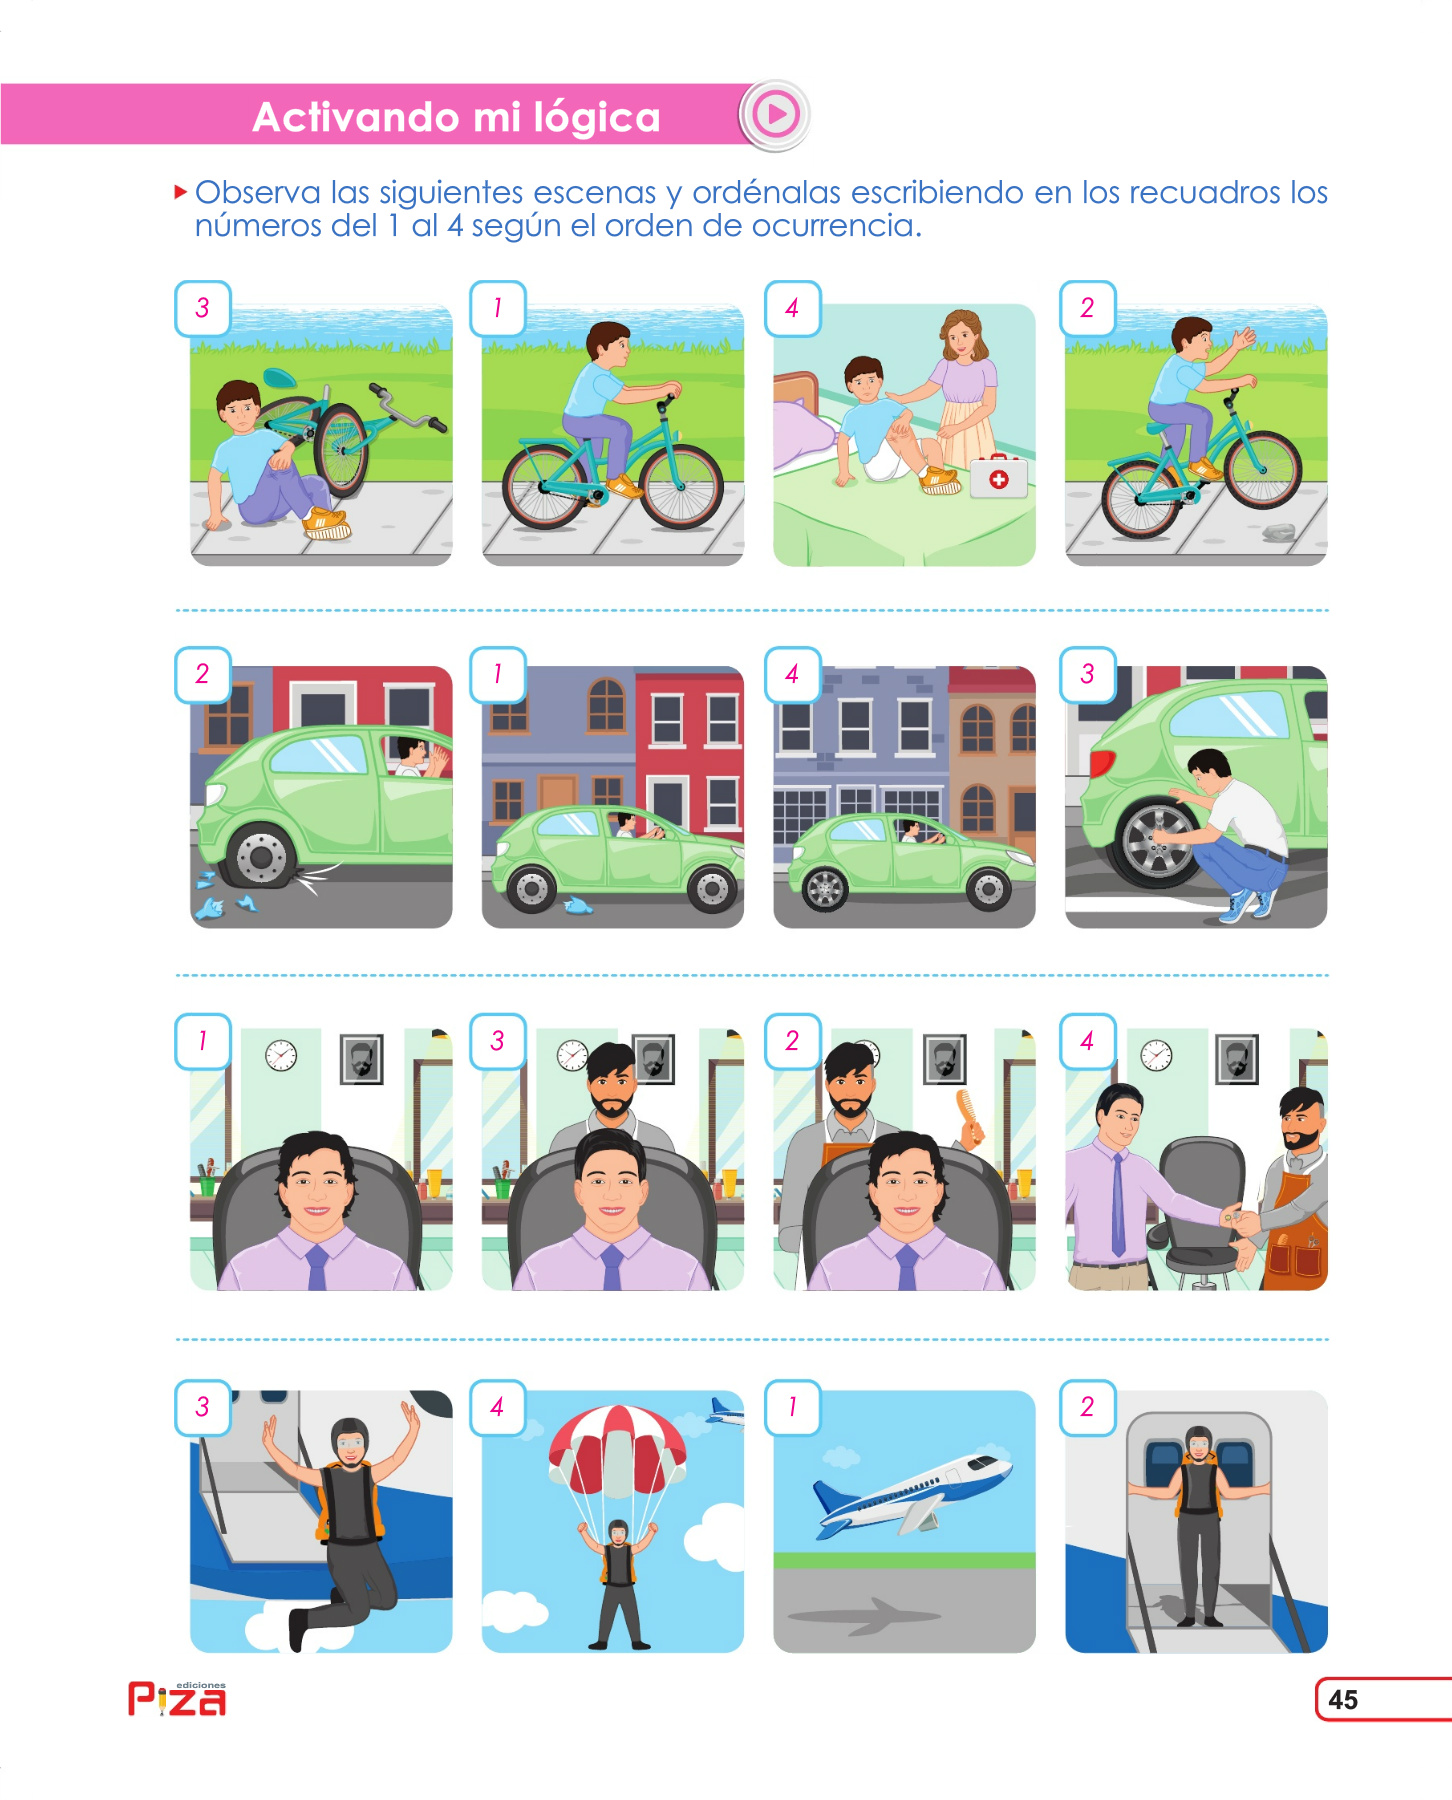 Activando mi lógica
Observa las siguientes escenas y ordénalas escribiendo en los recuadros los
números del 1 al 4 según el orden de ocurrencia.
3 1 4 2
2 1 4 3
1 3 2 4
3 4 1 2
ediciones
Piza
45